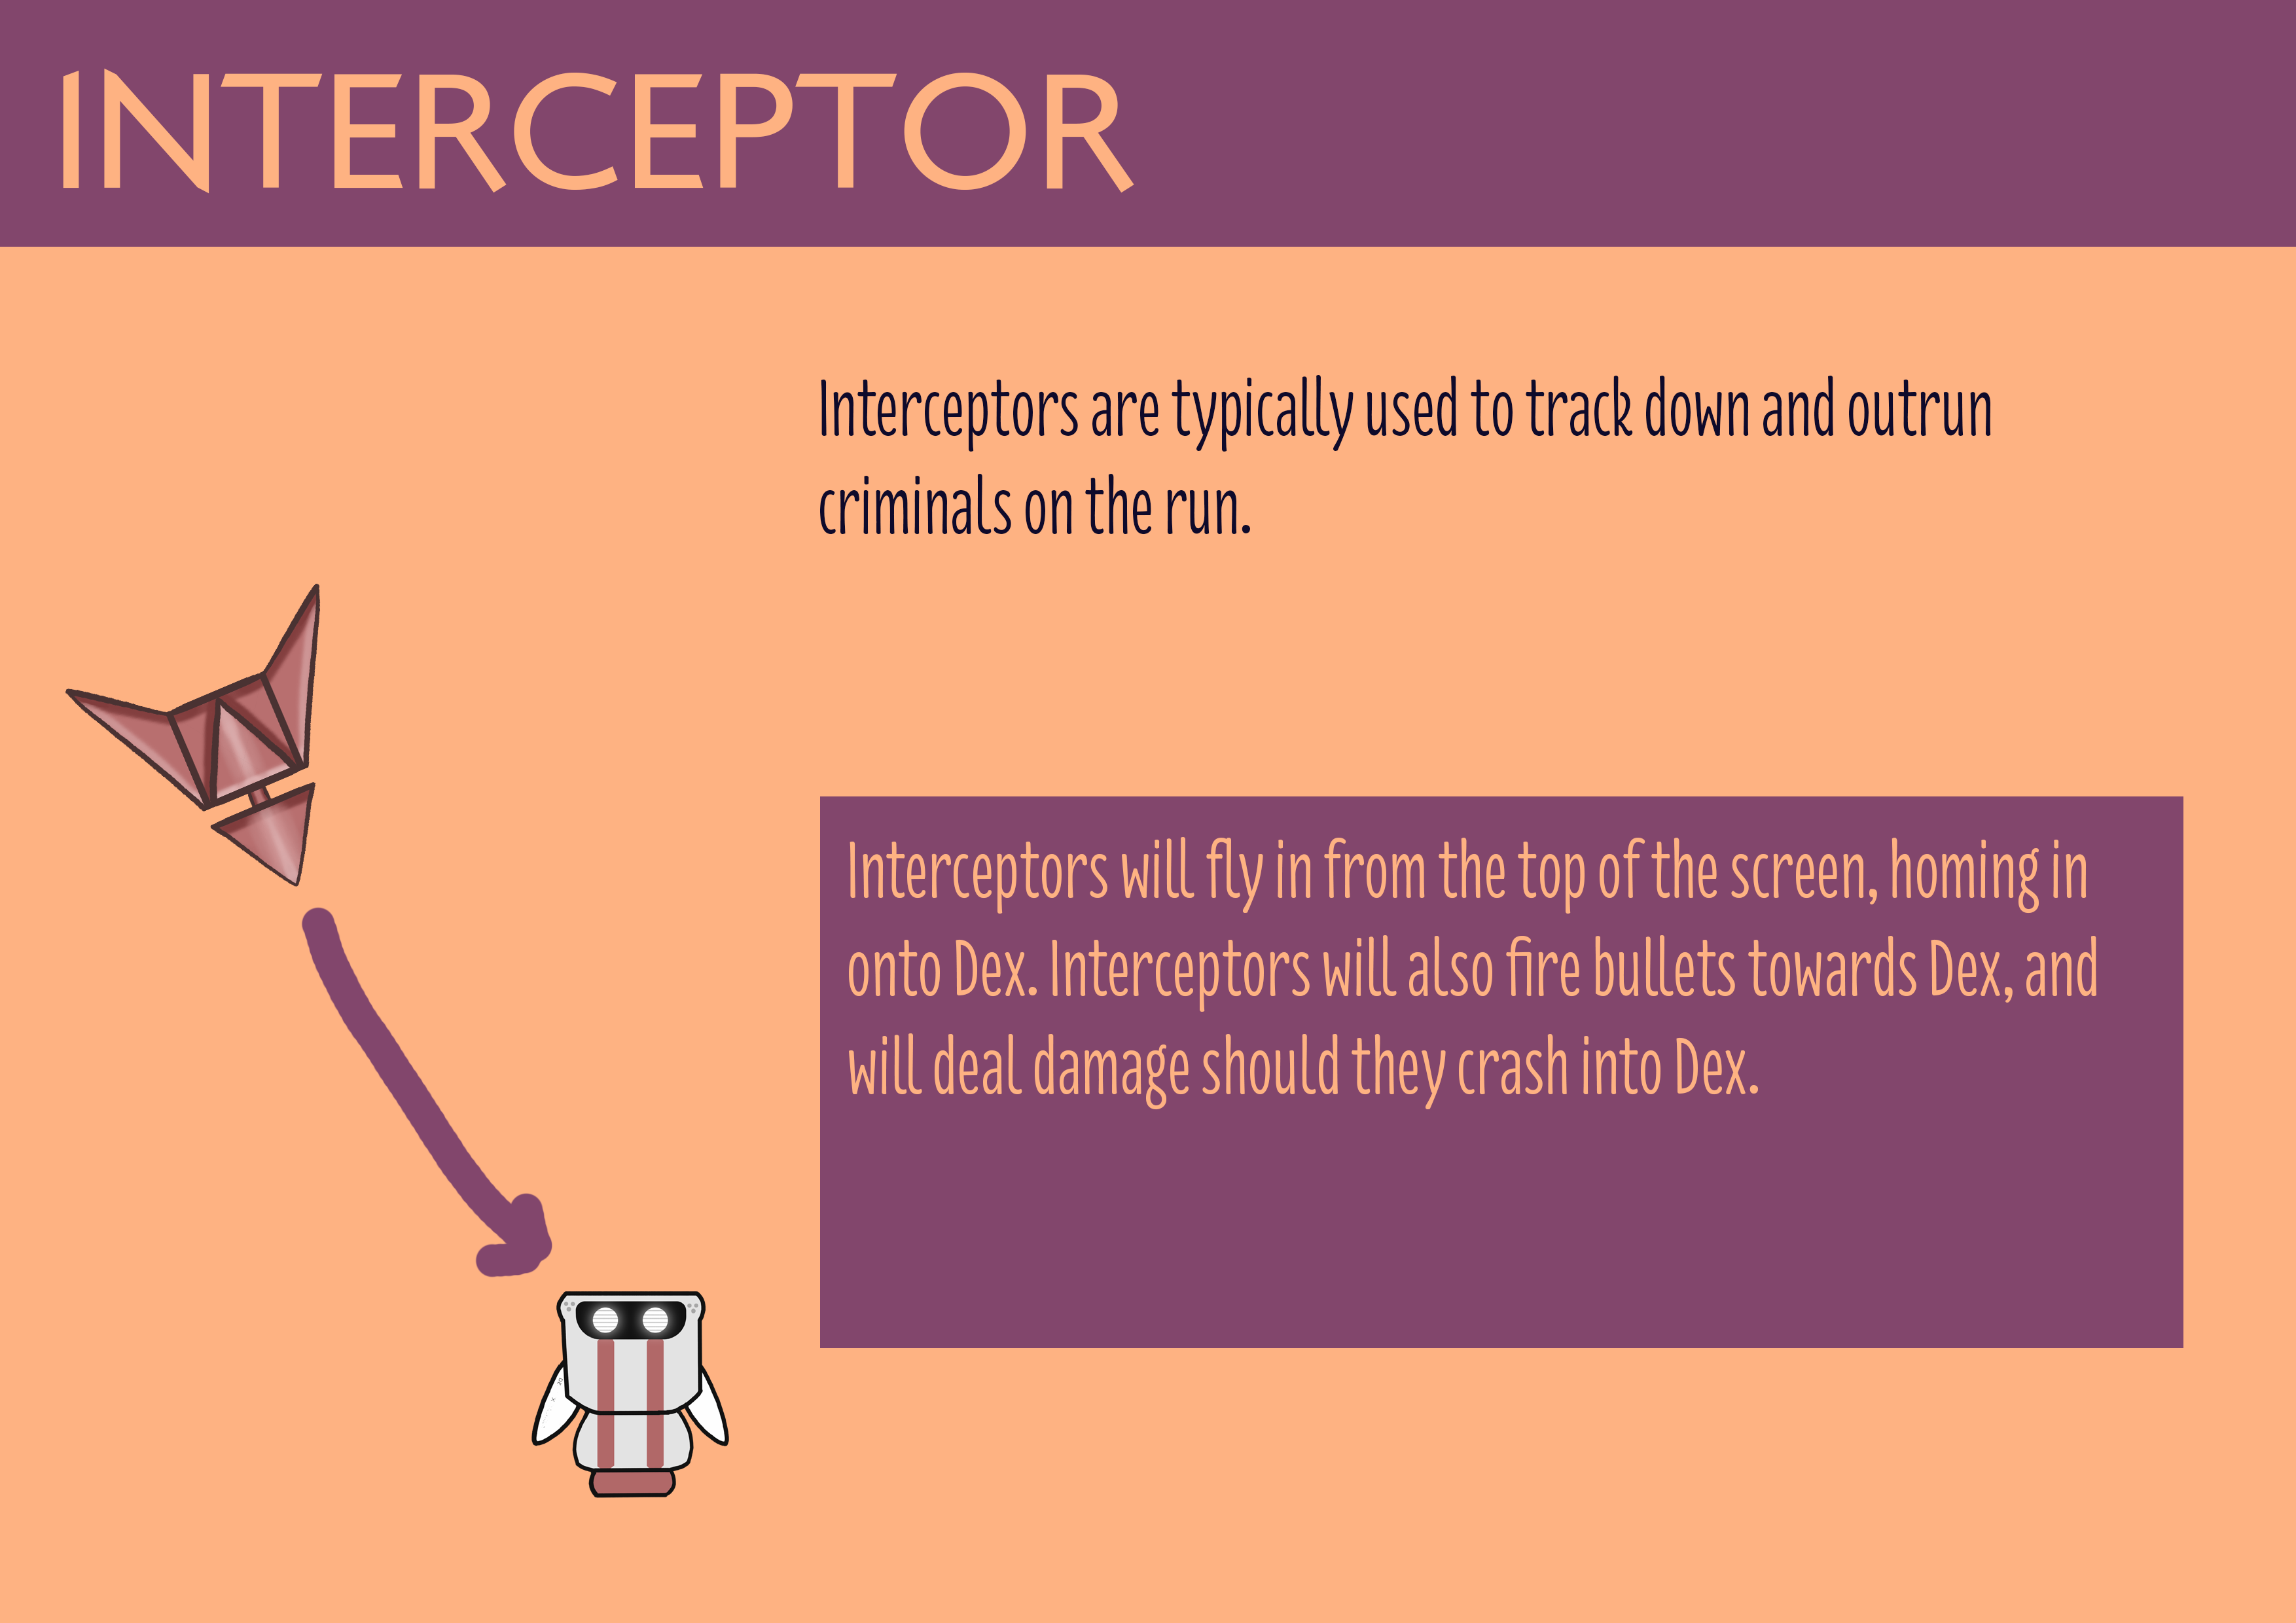 INTERCEPTOR
Interceptors are typically used to track down and outrun
criminals on the run.
Interceptors will fly in from the top of the screen, homing in
onto Dex. Interceptors will also fire bullets towards Dex, and
will deal damage should they crash into Dex.